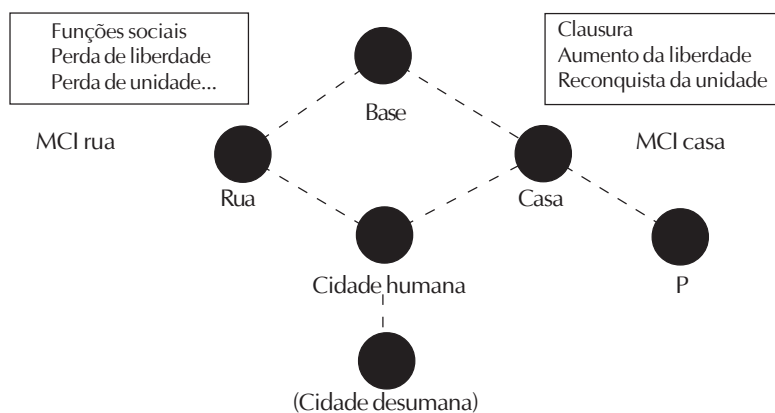 Funções sociais
Perda de liberdade
Perda de unidade...
Clausura
Aumento da liberdade
Reconquista da unidade
Base
MCI rua
MCI casa
Rua
Casa
Cidade humana
P
(Cidade desumana)